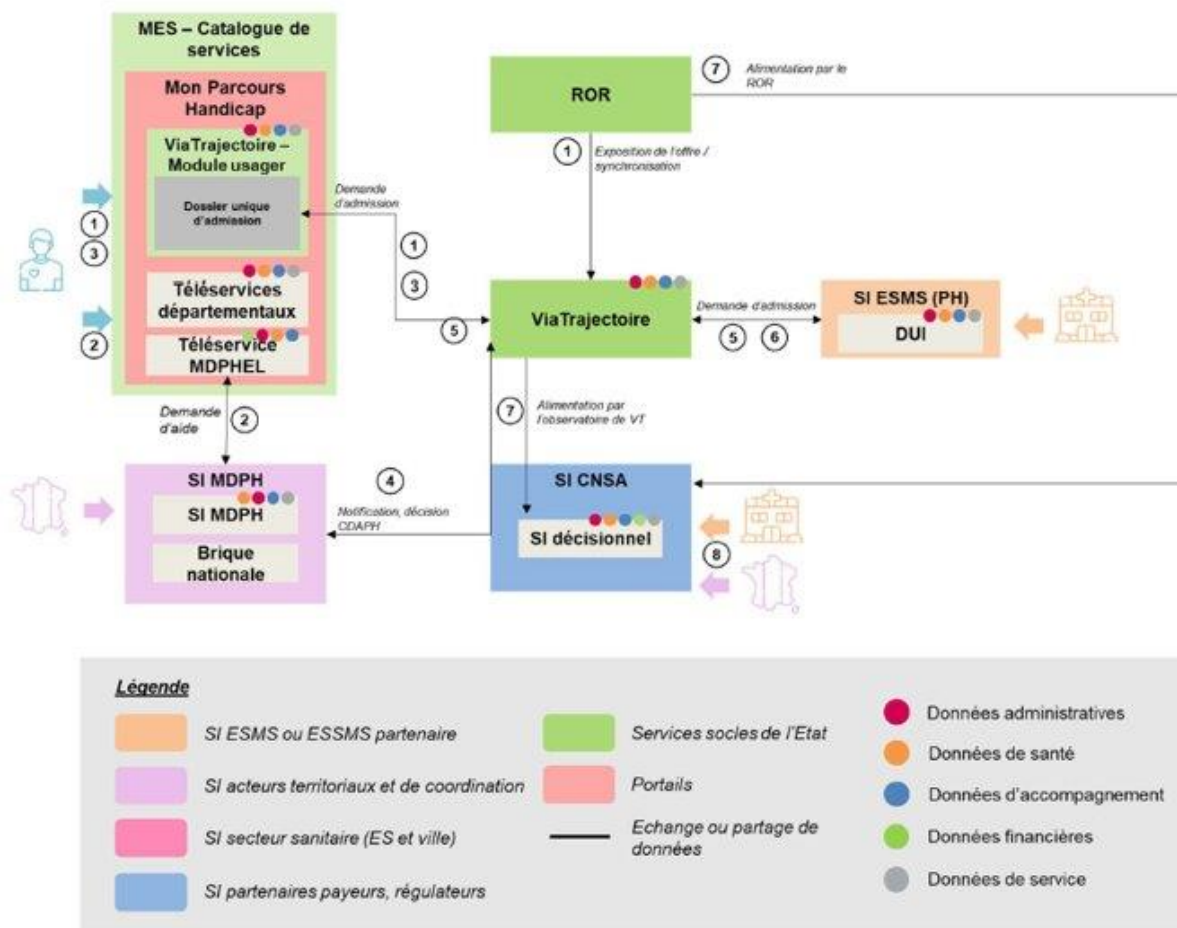 MES – Catalogue de
services
Mon Parcours
Handicap
ViaTrajectoire –
Module usager
Dossier unique
d'admission
Téléservices
départementaux
Téléservice
MDPHEL
1
3
2
Demande
d'admission
1
3
5
ROR
7
Alimentation par le
ROR
1
Exposition de l'offre /
synchronisation
ViaTrajectoire
Demande d'admission
5
6
SI ESMS (PH)
DUI
Demande
d'aide
2
7
Alimentation par
l'observatoire de VT
SI MDPH
SI MDPH
Brique
nationale
4
Notification, décision
CDAPH
SI CNSA
SI décisionnel
8
Légende
SI ESMS ou ESSMS partenaire
SI acteurs territoriaux et de coordination
SI secteur sanitaire (ES et ville)
SI partenaires payeurs, régulateurs
Services socles de l'Etat
Portails
Echange ou partage de
données
Données administratives
Données de santé
Données d'accompagnement
Données financières
Données de service